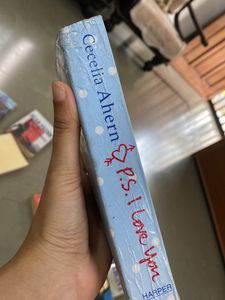 Cecelia Ahern
P.S. I Love You
HARPER